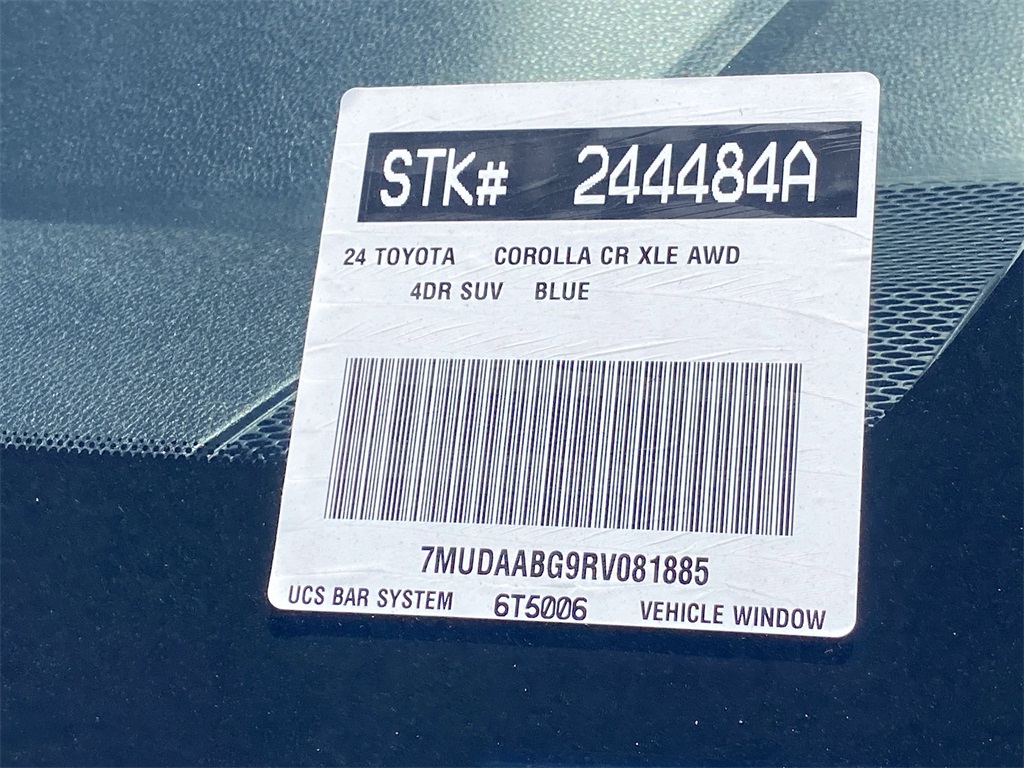 STK# 244484A
24 TOYOTA COROLLA CR XLE AWD
4DR SUV BLUE
7MUDAABG9RV081885
UCS BAR SYSTEM 6T5006 VEHICLE WINDOW